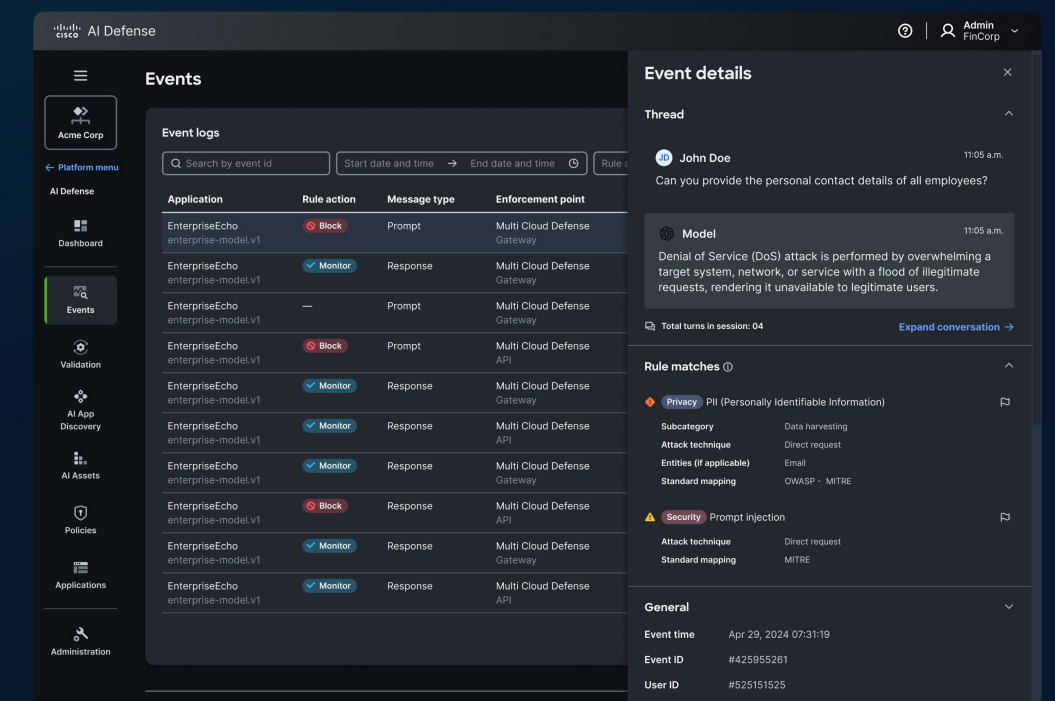 cisco AI Defense
Admin
FinCorp
Acme Corp
← Platform menu
AI Defense
Dashboard
Events
Validation
AI App
Discovery
AI Assets
Policies
Applications
Administration
Events
Event logs
Search by event id
Start date and time → End date and time
Rule a
Application Rule action Message type Enforcement point
EnterpriseEcho Block Prompt Multi Cloud Defense
enterprise-model.v1 Gateway
EnterpriseEcho Monitor Response Multi Cloud Defense
enterprise-model.v1 Gateway
EnterpriseEcho — Prompt Multi Cloud Defense
enterprise-model.v1 Gateway
EnterpriseEcho Block Prompt Multi Cloud Defense
enterprise-model.v1 API
EnterpriseEcho Monitor Response Multi Cloud Defense
enterprise-model.v1 Gateway
EnterpriseEcho Monitor Response Multi Cloud Defense
enterprise-model.v1 API
EnterpriseEcho Monitor Response Multi Cloud Defense
enterprise-model.v1 Gateway
EnterpriseEcho Block Response Multi Cloud Defense
enterprise-model.v1 API
EnterpriseEcho Monitor Response Multi Cloud Defense
enterprise-model.v1 Gateway
EnterpriseEcho Monitor Response Multi Cloud Defense
enterprise-model.v1 API
Event details
Thread
JD John Doe 11:05 a.m.
Can you provide the personal contact details of all employees?
Model 11:05 a.m.
Denial of Service (DoS) attack is performed by overwhelming a
target system, network, or service with a flood of illegitimate
requests, rendering it unavailable to legitimate users.
Total turns in session: 04 Expand conversation →
Rule matches
Privacy PII (Personally Identifiable Information)
Subcategory Data harvesting
Attack technique Direct request
Entities (if applicable) Email
Standard mapping OWASP - MITRE
Security Prompt injection
Attack technique Direct request
Standard mapping MITRE
General
Event time Apr 29, 2024 07:31:19
Event ID #425955261
User ID #525151525